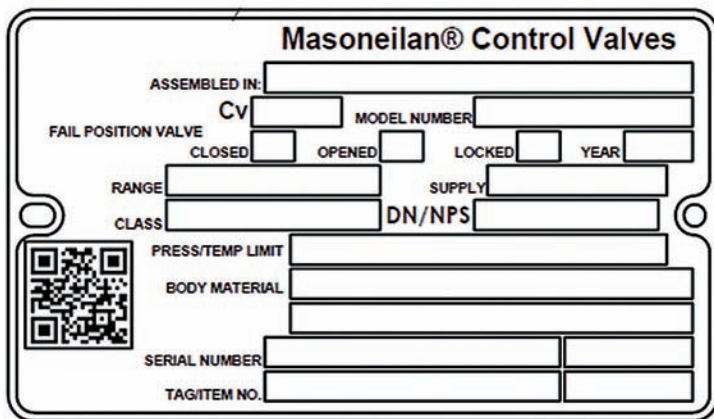 Masoneilan® Control Valves
ASSEMBLED IN:
Cv MODEL NUMBER
FAIL POSITION VALVE
CLOSED OPENED LOCKED YEAR
RANGE SUPPLY
CLASS DN/NPS
PRESS/TEMP LIMIT
BODY MATERIAL
SERIAL NUMBER
TAG/ITEM NO.